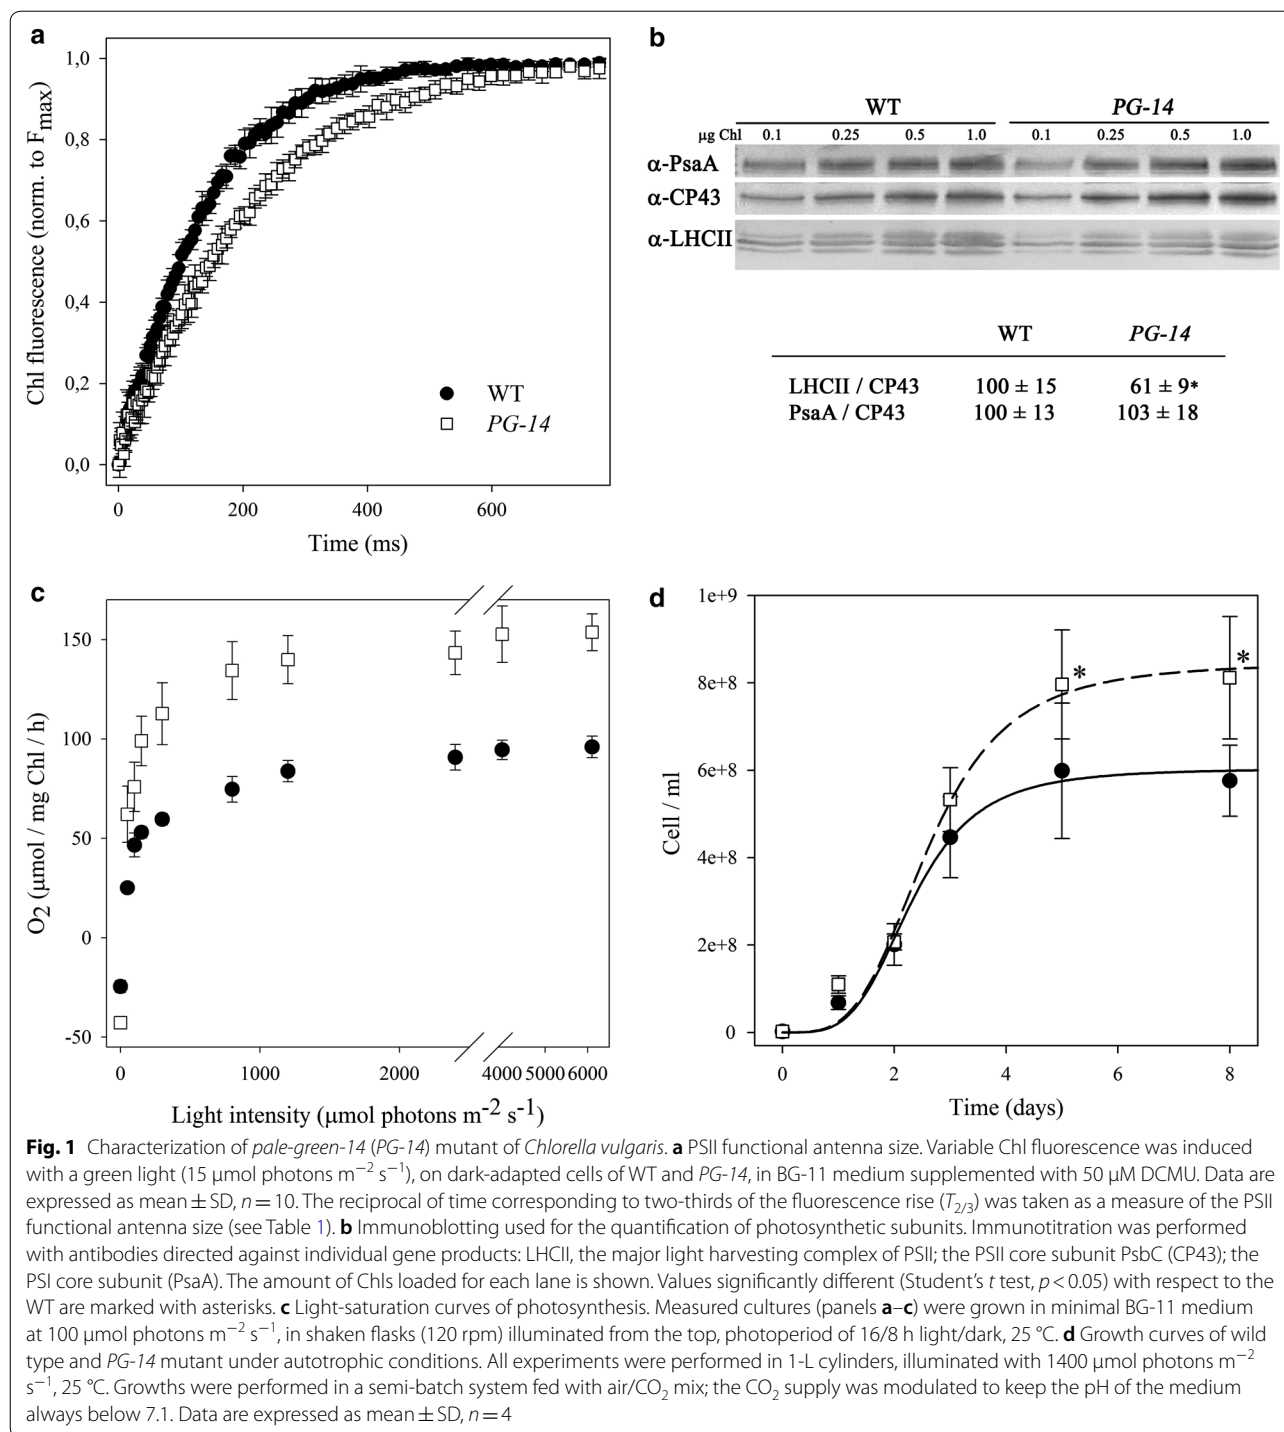 a
Chl fluorescence (norm. to Fmax)
1,0
0,8
0,6
0,4
0,2
0,0
WT
PG-14
0 200 400 600
Time (ms)
b
WT PG-14
µg Chl 0.1 0.25 0.5 1.0 0.1 0.25 0.5 1.0
α-PsaA
α-CP43
α-LHCII
WT PG-14
LHCII / CP43 100 ± 15 61 ± 9*
PsaA / CP43 100 ± 13 103 ± 18
c
O2 (µmol / mg Chl / h)
150
100
50
0
-50
0 1000 2000 4000 5000 6000
Light intensity (µmol photons m-2 s-1)
d
Cell / ml
1e+9
8e+8
6e+8
4e+8
2e+8
0
* *
0 2 4 6 8
Time (days)
Fig. 1 Characterization of pale-green-14 (PG-14) mutant of Chlorella vulgaris. a PSII functional antenna size. Variable Chl fluorescence was induced
with a green light (15 µmol photons m−2 s−1), on dark-adapted cells of WT and PG-14, in BG-11 medium supplemented with 50 µM DCMU. Data are
expressed as mean ± SD, n = 10. The reciprocal of time corresponding to two-thirds of the fluorescence rise (T2/3) was taken as a measure of the PSII
functional antenna size (see Table 1). b Immunoblotting used for the quantification of photosynthetic subunits. Immunotitration was performed
with antibodies directed against individual gene products: LHCII, the major light harvesting complex of PSII; the PSII core subunit PsbC (CP43); the
PSI core subunit (PsaA). The amount of Chls loaded for each lane is shown. Values significantly different (Student's t test, p < 0.05) with respect to the
WT are marked with asterisks. c Light-saturation curves of photosynthesis. Measured cultures (panels a–c) were grown in minimal BG-11 medium
at 100 µmol photons m−2 s−1, in shaken flasks (120 rpm) illuminated from the top, photoperiod of 16/8 h light/dark, 25 °C. d Growth curves of wild
type and PG-14 mutant under autotrophic conditions. All experiments were performed in 1-L cylinders, illuminated with 1400 µmol photons m−2
s−1, 25 °C. Growths were performed in a semi-batch system fed with air/CO2 mix; the CO2 supply was modulated to keep the pH of the medium
always below 7.1. Data are expressed as mean ± SD, n = 4